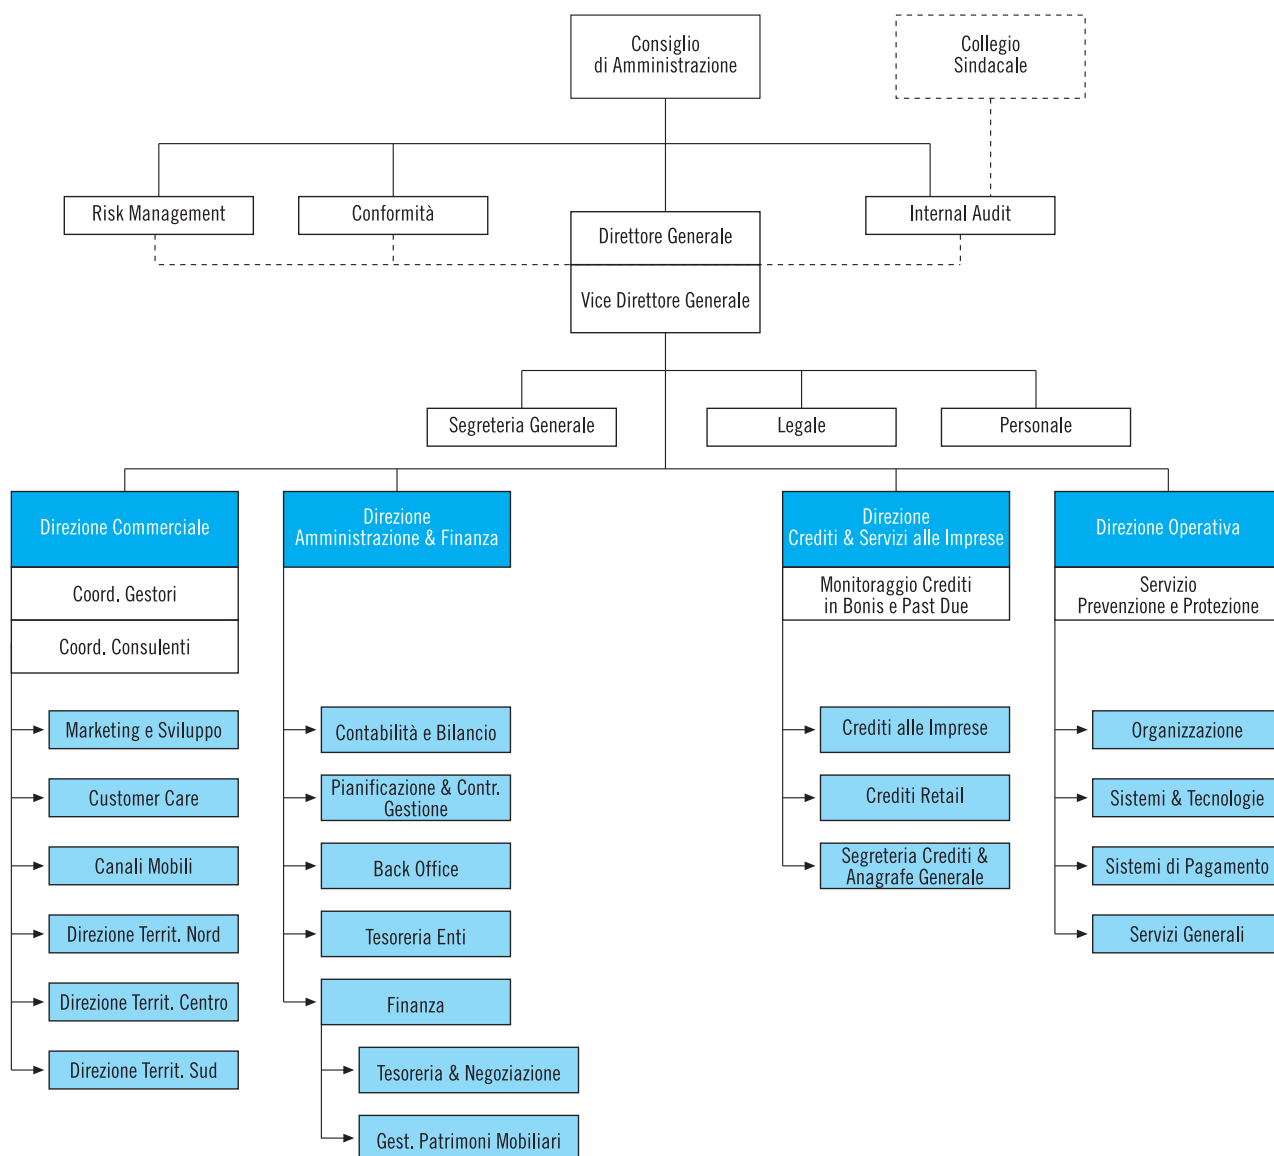 Consiglio
di Amministrazione
Collegio
Sindacale
Risk Management
Conformità
Internal Audit
Direttore Generale
Vice Direttore Generale
Segreteria Generale
Legale
Personale
Direzione Commerciale
Coord. Gestori
Coord. Consulenti
Marketing e Sviluppo
Customer Care
Canali Mobili
Direzione Territ. Nord
Direzione Territ. Centro
Direzione Territ. Sud
Direzione
Amministrazione & Finanza
Contabilità e Bilancio
Pianificazione & Contr.
Gestione
Back Office
Tesoreria Enti
Finanza
Tesoreria & Negoziazione
Gest. Patrimoni Mobiliari
Direzione
Crediti & Servizi alle Imprese
Monitoraggio Crediti
in Bonis e Past Due
Crediti alle Imprese
Crediti Retail
Segreteria Crediti &
Anagrafe Generale
Direzione Operativa
Servizio
Prevenzione e Protezione
Organizzazione
Sistemi & Tecnologie
Sistemi di Pagamento
Servizi Generali